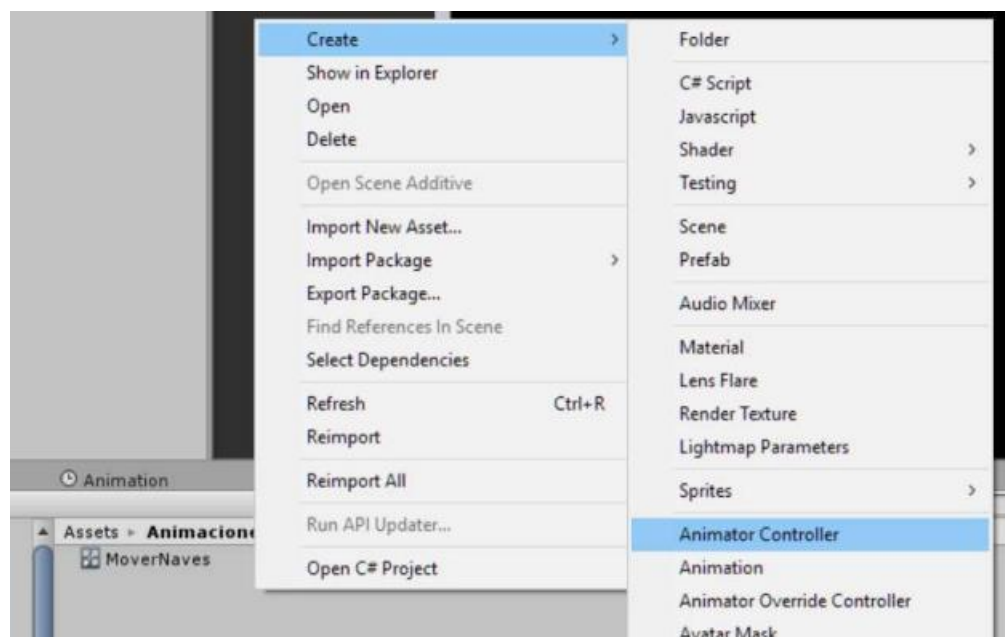 Create
Show in Explorer
Open
Delete
Open Scene Additive
Import New Asset...
Import Package
Export Package...
Find References In Scene
Select Dependencies
Refresh Ctrl+R
Reimport
Reimport All
Run API Updater...
Open C# Project
Folder
C# Script
Javascript
Shader
Testing
Scene
Prefab
Audio Mixer
Material
Lens Flare
Render Texture
Lightmap Parameters
Sprites
Animator Controller
Animation
Animator Override Controller
Avatar Mask
Animation
Assets ▸ Animacione
MoverNaves